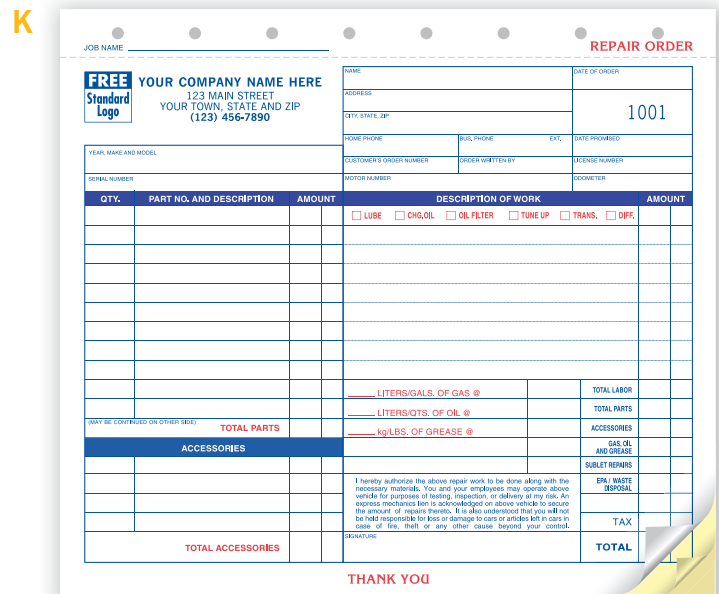 K
JOB NAME
REPAIR ORDER
FREE
Standard
Logo
YOUR COMPANY NAME HERE
123 MAIN STREET
YOUR TOWN, STATE AND ZIP
(123) 456-7890
NAME
DATE OF ORDER
ADDRESS
1001
CITY, STATE, ZIP
HOME PHONE BUS. PHONE EXT. DATE PROMISED
YEAR, MAKE AND MODEL
CUSTOMER'S ORDER NUMBER ORDER WRITTEN BY LICENSE NUMBER
SERIAL NUMBER MOTOR NUMBER ODOMETER
QTY. PART NO. AND DESCRIPTION AMOUNT DESCRIPTION OF WORK AMOUNT
LUBE CHG.OIL OIL FILTER TUNE UP TRANS. DIFF.
LITERS/GALS. OF GAS @ TOTAL LABOR
LITERS/QTS. OF OIL @ TOTAL PARTS
(MAY BE CONTINUED ON OTHER SIDE) TOTAL PARTS
kg/LBS. OF GREASE @ ACCESSORIES
ACCESSORIES
GAS, OIL
AND GREASE
SUBLET REPAIRS
I hereby authorize the above repair work to be done along with the
necessary materials. You and your employees may operate above
vehicle for purposes of testing, inspection, or delivery at my risk. An
express mechanics lien is acknowledged on above vehicle to secure
the amount of repairs thereto. It is also understood that you will not
be held responsible for loss or damage to cars or articles left in cars in
case of fire, theft or any other cause beyond your control.
EPA / WASTE
DISPOSAL
TAX
SIGNATURE
TOTAL ACCESSORIES
TOTAL
THANK YOU